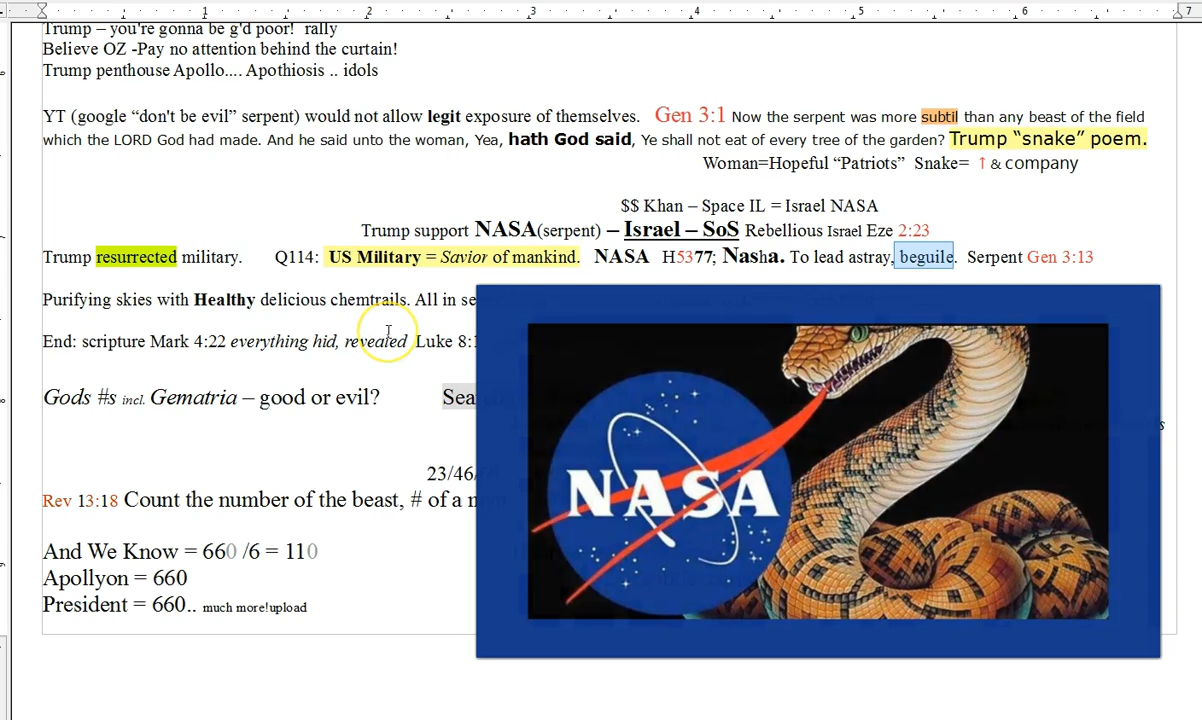 1 2 3 4 5 6 7
Trump – you're gonna be g'd poor! rally
Believe OZ -Pay no attention behind the curtain!
Trump penthouse Apollo.... Apothiosis .. idols
YT (google “don't be evil” serpent) would not allow legit exposure of themselves. Gen 3:1 Now the serpent was more subtil than any beast of the field
which the LORD God had made. And he said unto the woman, Yea, hath God said, Ye shall not eat of every tree of the garden? Trump “snake” poem.
Woman=Hopeful “Patriots” Snake= ↑ & company
$$ Khan – Space IL = Israel NASA
Trump support NASA(serpent) – Israel – SoS Rebellious Israel Eze 2:23
Trump resurrected military. Q114: US Military = Savior of mankind. NASA H5377; Nasha. To lead astray, beguile. Serpent Gen 3:13
Purifying skies with Healthy delicious chemtrails. All in se
End: scripture Mark 4:22 everything hid, revealed Luke 8:1
Gods #s incl. Gematria – good or evil? Sea
s
23/46/
Rev 13:18 Count the number of the beast, # of a m
And We Know = 660 /6 = 110
Apollyon = 660
President = 660.. much more!upload
NASA